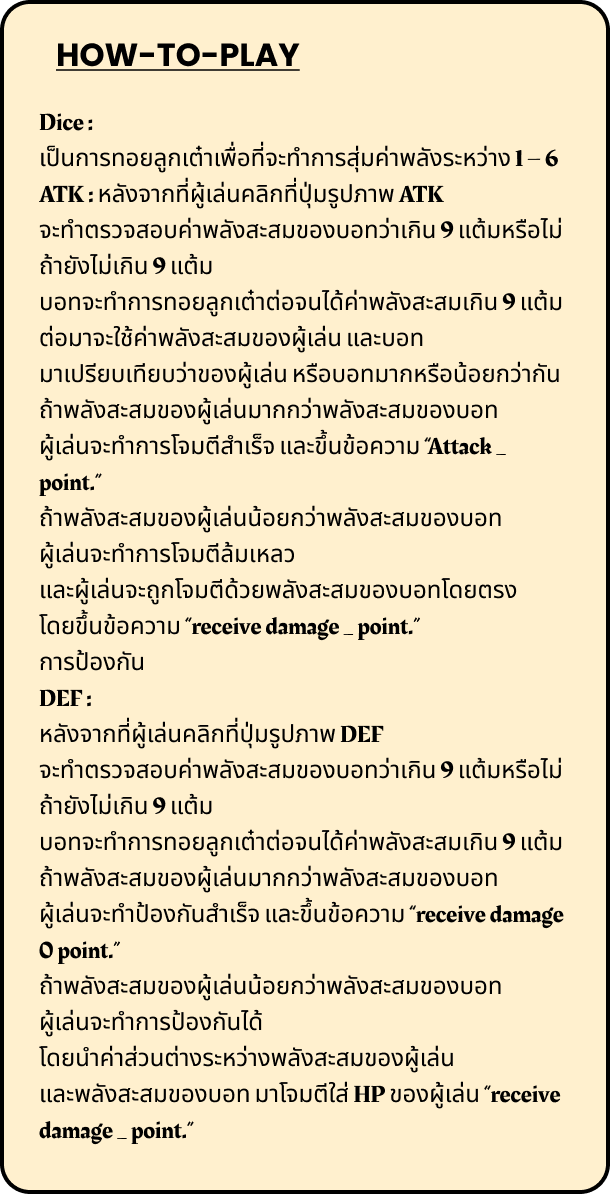 HOW-TO-PLAY
Dice :
เป็นการทอยลูกเต๋าเพื่อที่จะทำการสุ่มค่าพลังระหว่าง 1 – 6
ATK : หลังจากที่ผู้เล่นคลิกที่ปุ่มรูปภาพ ATK
จะทำตรวจสอบค่าพลังสะสมของบอทว่าเกิน 9 แต้มหรือไม่
ถ้ายังไม่เกิน 9 แต้ม
บอทจะทำการทอยลูกเต๋าต่อจนได้ค่าพลังสะสมเกิน 9 แต้ม
ต่อมาจะใช้ค่าพลังสะสมของผู้เล่น และบอท
มาเปรียบเทียบว่าของผู้เล่น หรือบอทมากหรือน้อยกว่ากัน
ถ้าพลังสะสมของผู้เล่นมากกว่าพลังสะสมของบอท
ผู้เล่นจะทำการโจมตีสำเร็จ และขึ้นข้อความ “Attack _
point.”
ถ้าพลังสะสมของผู้เล่นน้อยกว่าพลังสะสมของบอท
ผู้เล่นจะทำการโจมตีล้มเหลว
และผู้เล่นจะถูกโจมตีด้วยพลังสะสมของบอทโดยตรง
โดยขึ้นข้อความ “receive damage _ point.”
การป้องกัน
DEF :
หลังจากที่ผู้เล่นคลิกที่ปุ่มรูปภาพ DEF
จะทำตรวจสอบค่าพลังสะสมของบอทว่าเกิน 9 แต้มหรือไม่
ถ้ายังไม่เกิน 9 แต้ม
บอทจะทำการทอยลูกเต๋าต่อจนได้ค่าพลังสะสมเกิน 9 แต้ม
ถ้าพลังสะสมของผู้เล่นมากกว่าพลังสะสมของบอท
ผู้เล่นจะทำป้องกันสำเร็จ และขึ้นข้อความ “receive damage
0 point.”
ถ้าพลังสะสมของผู้เล่นน้อยกว่าพลังสะสมของบอท
ผู้เล่นจะทำการป้องกันได้
โดยนำค่าส่วนต่างระหว่างพลังสะสมของผู้เล่น
และพลังสะสมของบอท มาโจมตีใส่ HP ของผู้เล่น “receive
damage _ point.”